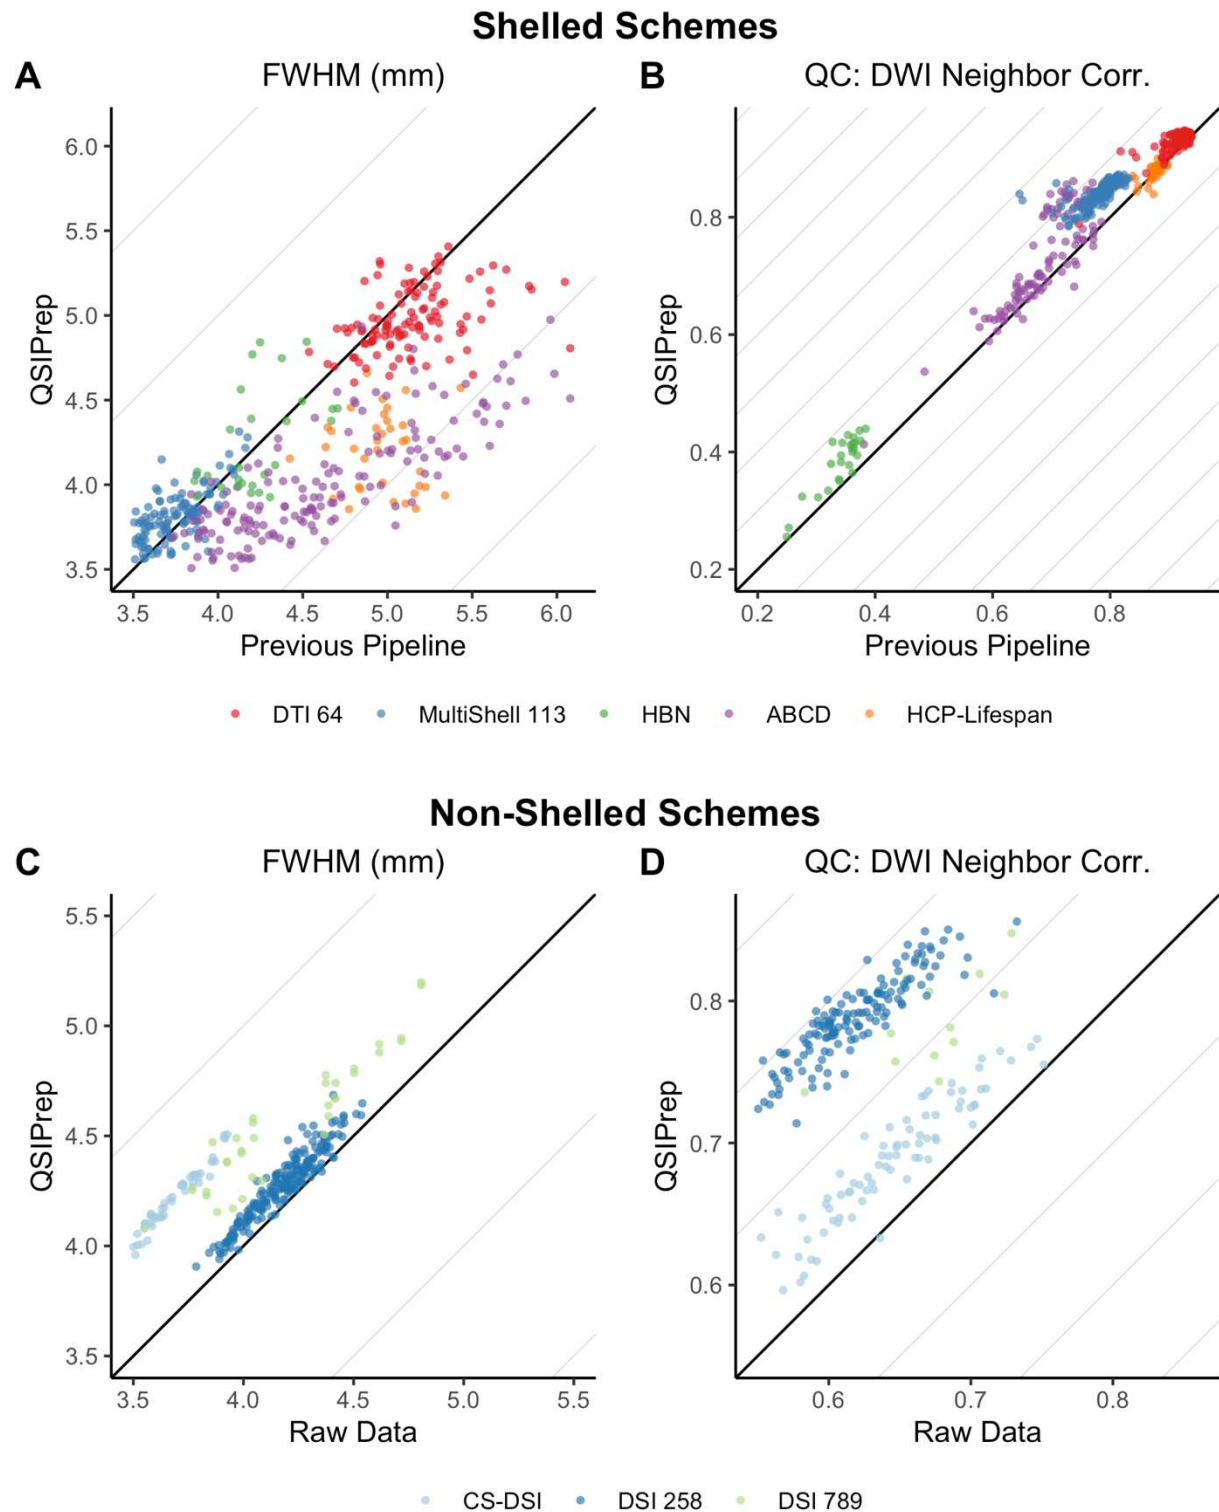 Shelled Schemes
A
FWHM (mm)
6.0
5.5
5.0
4.5
4.0
3.5
QSIPrep
3.5 4.0 4.5 5.0 5.5 6.0
Previous Pipeline
B
QC: DWI Neighbor Corr.
0.8
0.6
0.4
0.2
QSIPrep
0.2 0.4 0.6 0.8
Previous Pipeline
DTI 64 MultiShell 113 HBN ABCD HCP-Lifespan
Non-Shelled Schemes
C
FWHM (mm)
5.5
5.0
4.5
4.0
3.5
QSIPrep
3.5 4.0 4.5 5.0 5.5
Raw Data
D
QC: DWI Neighbor Corr.
0.8
0.7
0.6
QSIPrep
0.6 0.7 0.8
Raw Data
CS-DSI DSI 258 DSI 789